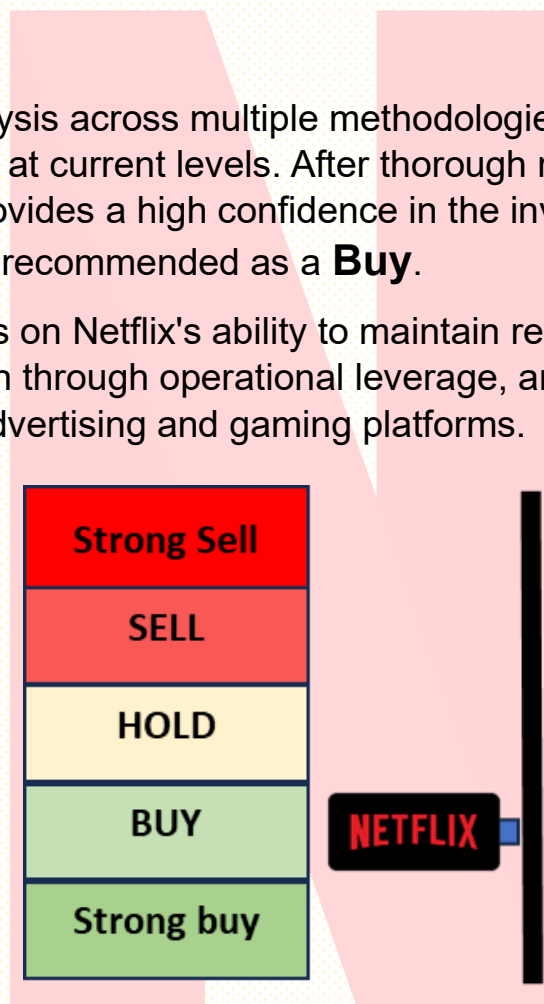 ysis across multiple methodologie
at current levels. After thorough
ovides a high confidence in the inv
recommended as a Buy.
s on Netflix's ability to maintain re
n through operational leverage, a
dvertising and gaming platforms.
Strong Sell
SELL
HOLD
BUY
NETFLIX
Strong buy